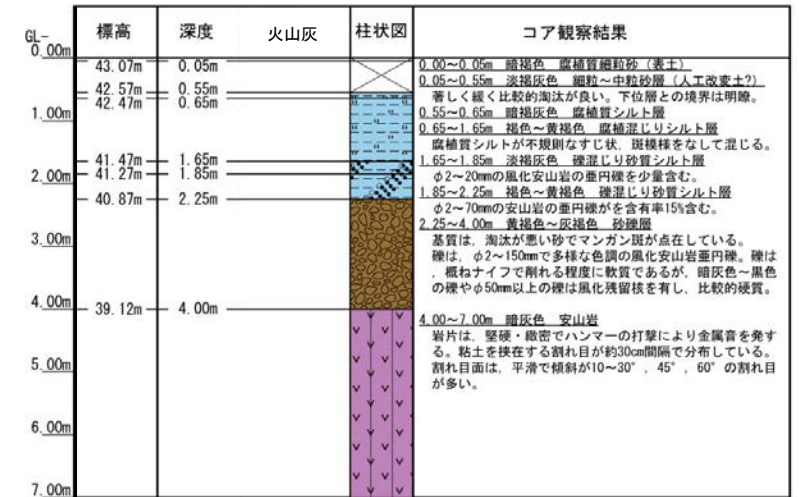 標高 深度 火山灰 柱状図 コア観察結果
GL-
0.00m
43.07m 0.05m
42.57m 0.55m
42.47m 0.65m
1.00m
41.47m 1.65m
41.27m 1.85m
2.00m
40.87m 2.25m
3.00m
4.00m
39.12m 4.00m
5.00m
6.00m
7.00m
0.00~0.05m 暗褐色 腐植質細粒砂(表土)
0.05~0.55m 淡褐灰色 細粒~中粒砂層(人工改変土?)
著しく緩く比較的淘汰が良い。下位層との境界は明瞭。
0.55~0.65m 暗褐灰色 腐植質シルト層
0.65~1.65m 褐色~黄褐色 腐植混じりシルト層
腐植質シルトが不規則なすじ状, 斑模様をなして混じる。
1.65~1.85m 淡褐灰色 礫混じり砂質シルト層
φ2~20mmの風化安山岩の亜円礫を少量含む。
1.85~2.25m 褐色~黄褐色 礫混じり砂質シルト層
φ2~70mmの安山岩の亜円礫がを含有率15%含む。
2.25~4.00m 黄褐色~灰褐色 砂礫層
基質は, 淘汰が悪い砂でマンガン斑が点在している。
礫は, φ2~150mmで多様な色調の風化安山岩亜円礫。礫は
, 概ねナイフで削れる程度に軟質であるが, 暗灰色~黒色
の礫やφ50mm以上の礫は風化残留核を有し, 比較的硬質。
4.00~7.00m 暗灰色 安山岩
岩片は, 堅硬・緻密でハンマーの打撃により金属音を発す
る。粘土を挟在する割れ目が約30cm間隔で分布している。
割れ目面は, 平滑で傾斜が10~30°, 45°, 60°の割れ目
が多い。